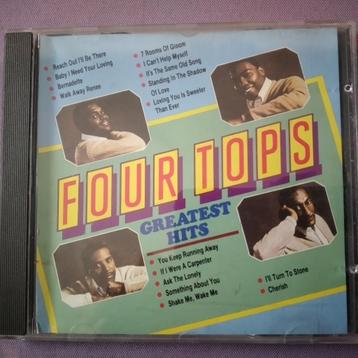 Reach Out I'll Be There
Baby I Need Your Loving
Bernadette
Walk Away Renee
7 Rooms Of Gloom
I Can't Help Myself
It's The Same Old Song
Standing In The Shadow
Of Love
Loving You Is Sweeter
Than Ever
FOUR TOPS
GREATEST
HITS
You Keep Running Away
If I Were A Carpenter
Ask The Lonely
Something About You
Shake Me, Wake Me
I'll Turn To Stone
Cherish